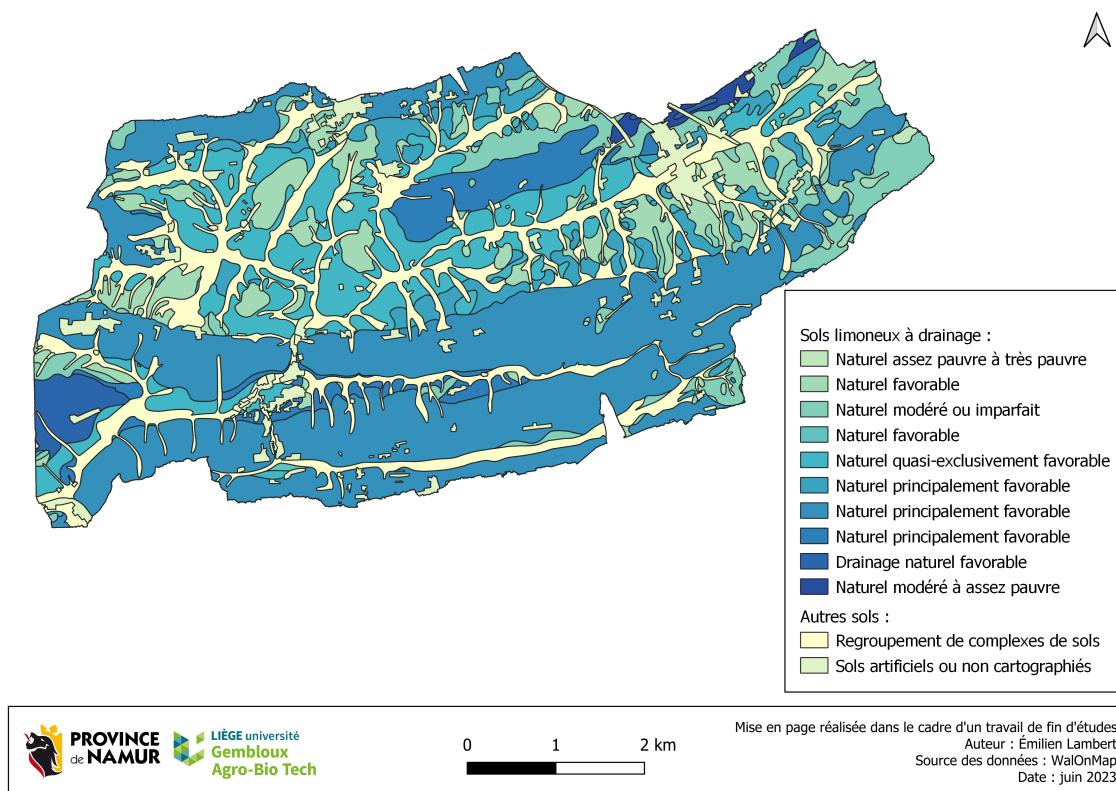 Sols limoneux à drainage :
Naturel assez pauvre à très pauvre
Naturel favorable
Naturel modéré ou imparfait
Naturel favorable
Naturel quasi-exclusivement favorable
Naturel principalement favorable
Naturel principalement favorable
Naturel principalement favorable
Drainage naturel favorable
Naturel modéré à assez pauvre
Autres sols :
Regroupement de complexes de sols
Sols artificiels ou non cartographiés
PROVINCE
de NAMUR
LIÈGE université
Gembloux
Agro-Bio Tech
0 1 2 km
Mise en page réalisée dans le cadre d'un travail de fin d'études
Auteur : Émilien Lambert
Source des données : WalOnMap
Date : juin 2023